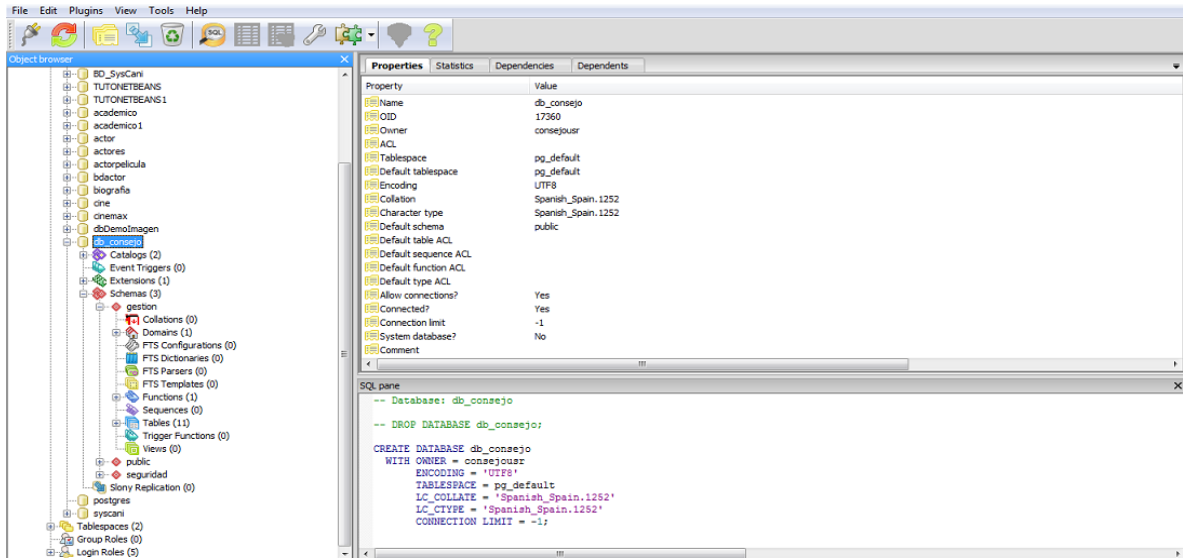 File Edit Plugins View Tools Help
SQL
Object browser
BD_SysCani
TUTONETBEANS
TUTONETBEANS1
academico
academico1
actor
actores
actorpelicula
bdactor
biografia
cine
cinemax
dbDemoImagen
db_consejo
Catalogs (2)
Event Triggers (0)
Extensions (1)
Schemas (3)
gestion
Collations (0)
Domains (1)
FTS Configurations (0)
FTS Dictionaries (0)
FTS Parsers (0)
FTS Templates (0)
Functions (1)
Sequences (0)
Tables (11)
Trigger Functions (0)
Views (0)
public
seguridad
Slony Replication (0)
postgres
syscani
Tablespaces (2)
Group Roles (0)
Login Roles (5)
Properties Statistics Dependencies Dependents
Property Value
Name db_consejo
OID 17360
Owner consejousr
ACL
Tablespace pg_default
Default tablespace pg_default
Encoding UTF8
Collation Spanish_Spain.1252
Character type Spanish_Spain.1252
Default schema public
Default table ACL
Default sequence ACL
Default function ACL
Default type ACL
Allow connections? Yes
Connected? Yes
Connection limit -1
System database? No
Comment
SQL pane
-- Database: db_consejo
-- DROP DATABASE db_consejo;
CREATE DATABASE db_consejo
WITH OWNER = consejousr
ENCODING = 'UTF8'
TABLESPACE = pg_default
LC_COLLATE = 'Spanish_Spain.1252'
LC_CTYPE = 'Spanish_Spain.1252'
CONNECTION LIMIT = -1;